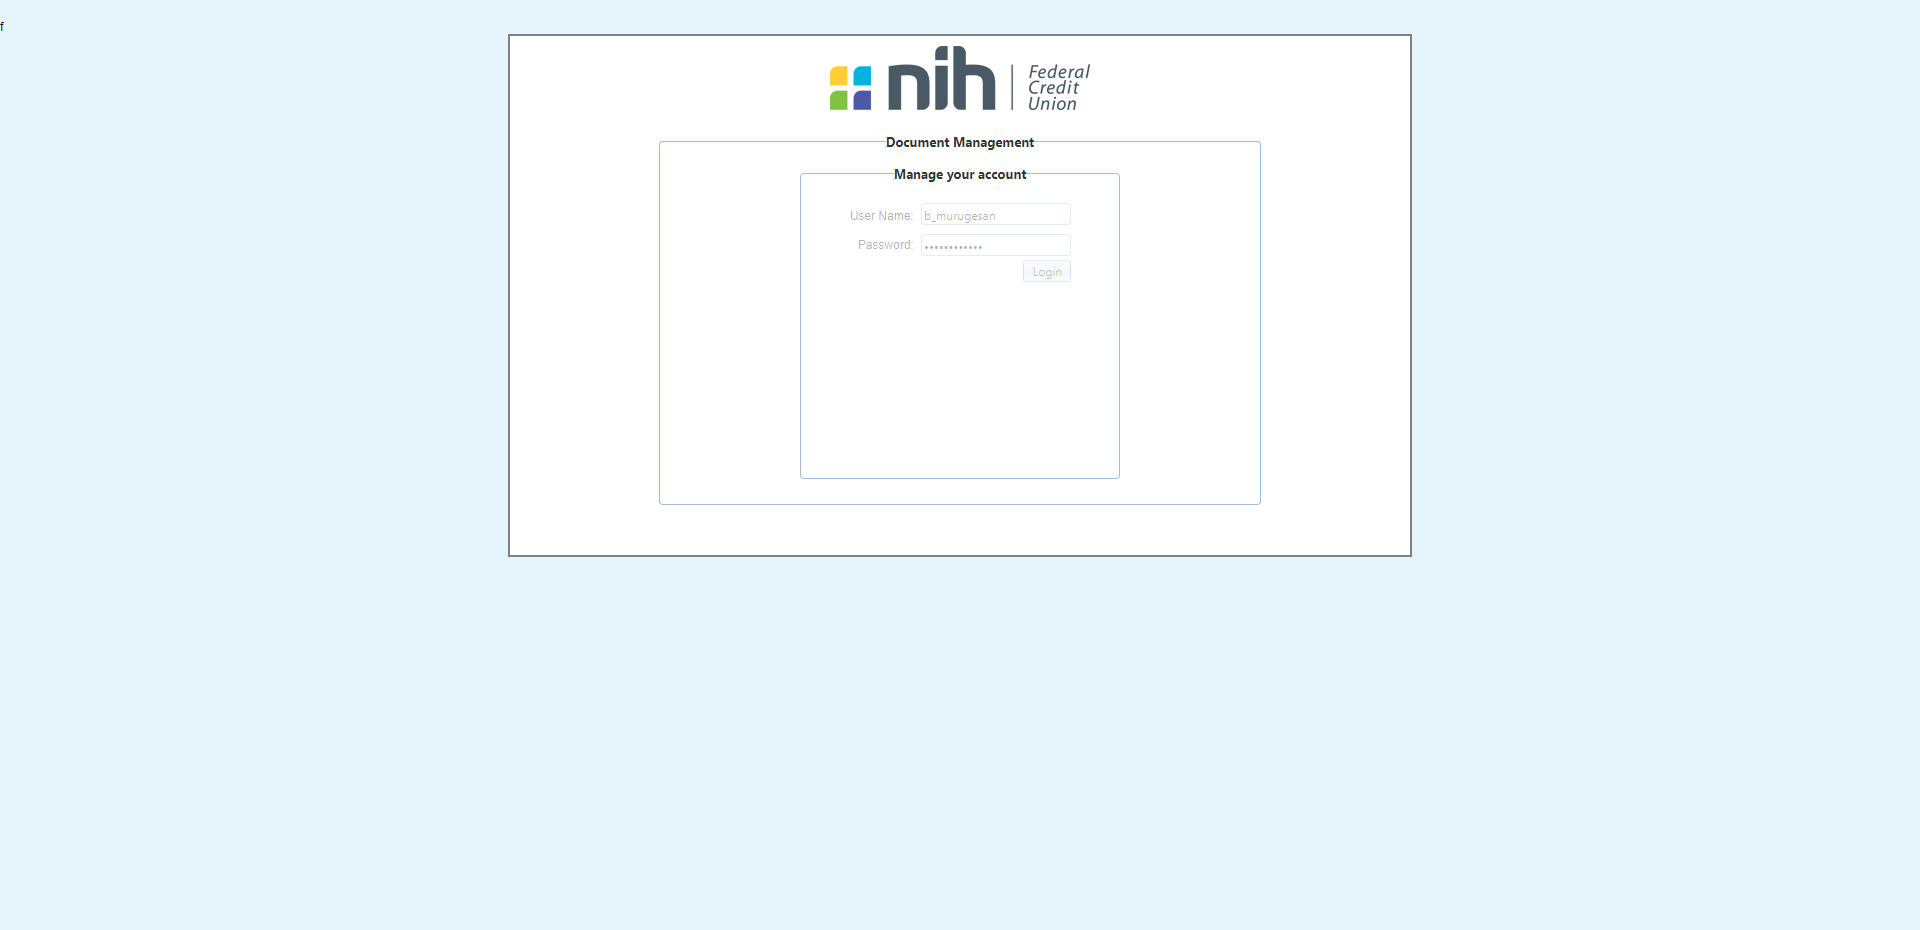 f
nih
Federal
Credit
Union
Document Management
Manage your account
User Name: b_murugesan
Password: ••••••••••••
Login